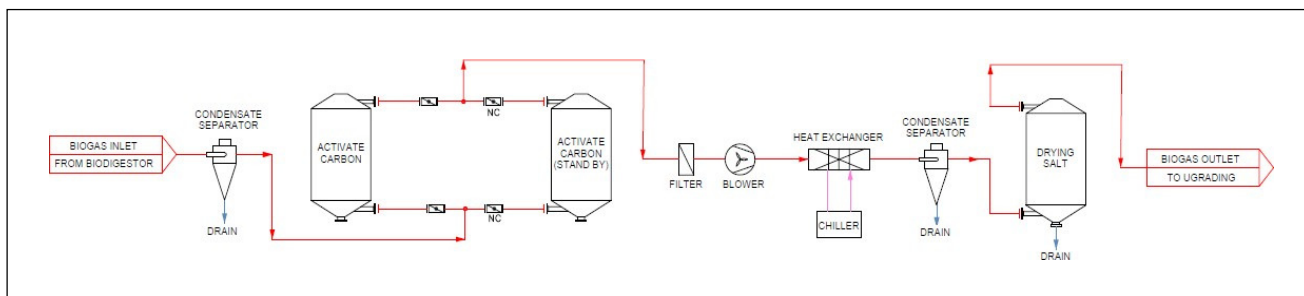 BIOGAS INLET
FROM BIODIGESTOR
CONDENSATE
SEPARATOR
DRAIN
ACTIVATE
CARBON
NC
NC
ACTIVATE
CARBON
(STAND BY)
FILTER
BLOWER
HEAT EXCHANGER
CHILLER
CONDENSATE
SEPARATOR
DRAIN
DRYING
SALT
DRAIN
BIOGAS OUTLET
TO UGRADING